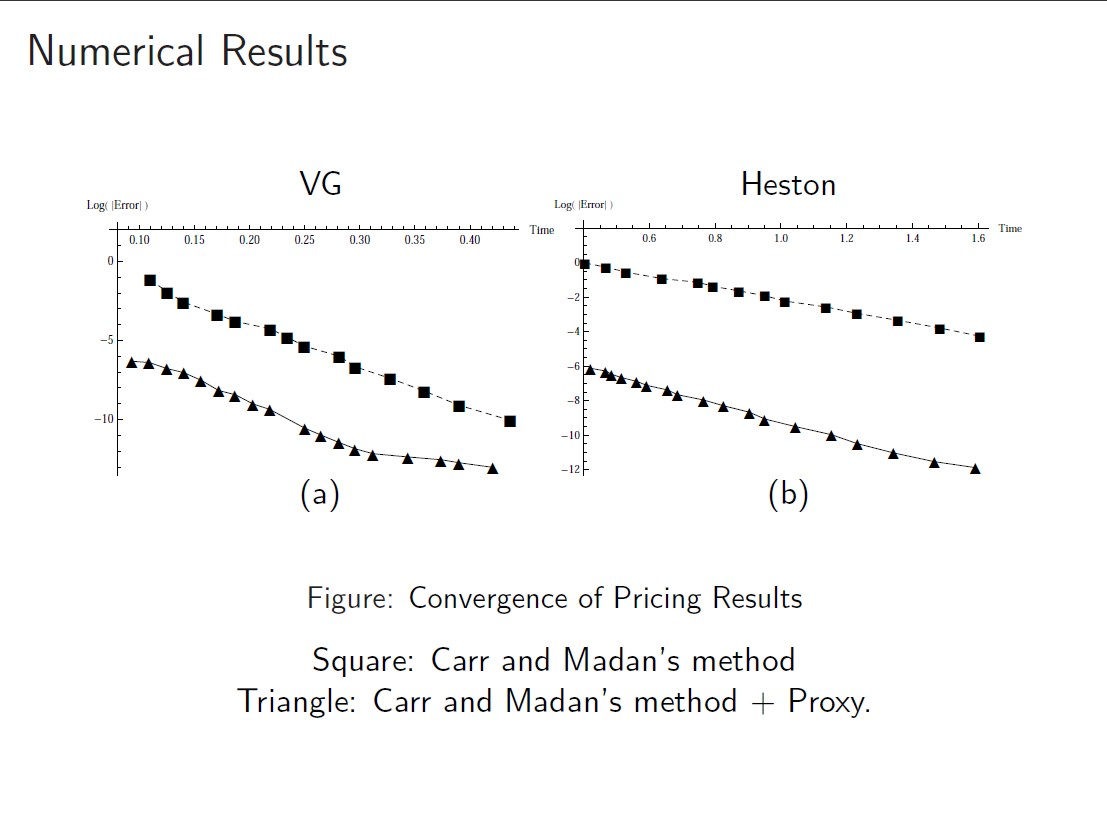 Numerical Results
VG
Log( |Error| )
0.10 0.15 0.20 0.25 0.30 0.35 0.40
Time
0
−5
−10
(a)
Heston
Log( |Error| )
0.6 0.8 1.0 1.2 1.4 1.6
Time
0
−2
−4
−6
−8
−10
−12
(b)
Figure: Convergence of Pricing Results
Square: Carr and Madan's method
Triangle: Carr and Madan's method + Proxy.